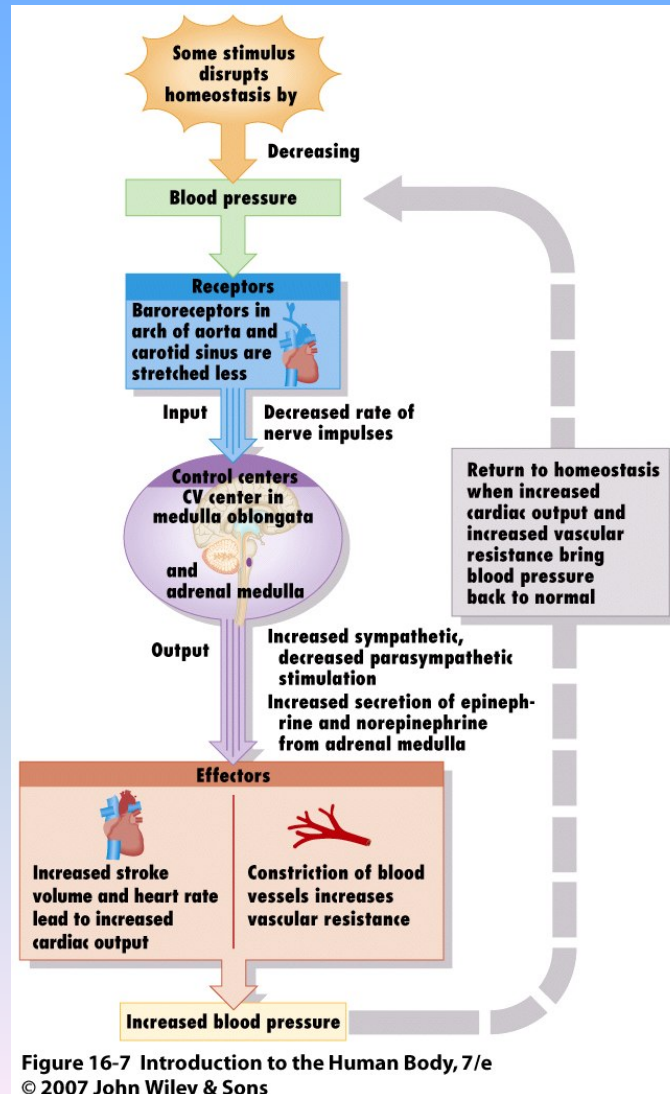 Some stimulus
disrupts
homeostasis by
Decreasing
Blood pressure
Receptors
Baroreceptors in
arch of aorta and
carotid sinus are
stretched less
Input
Decreased rate of
nerve impulses
Control centers
CV center in
medulla oblongata
and
adrenal medulla
Output
Increased sympathetic,
decreased parasympathetic
stimulation
Increased secretion of epineph-
rine and norepinephrine
from adrenal medulla
Effectors
Increased stroke
volume and heart rate
lead to increased
cardiac output
Constriction of blood
vessels increases
vascular resistance
Increased blood pressure
Return to homeostasis
when increased
cardiac output and
increased vascular
resistance bring
blood pressure
back to normal
Figure 16-7 Introduction to the Human Body, 7/e
© 2007 John Wiley & Sons